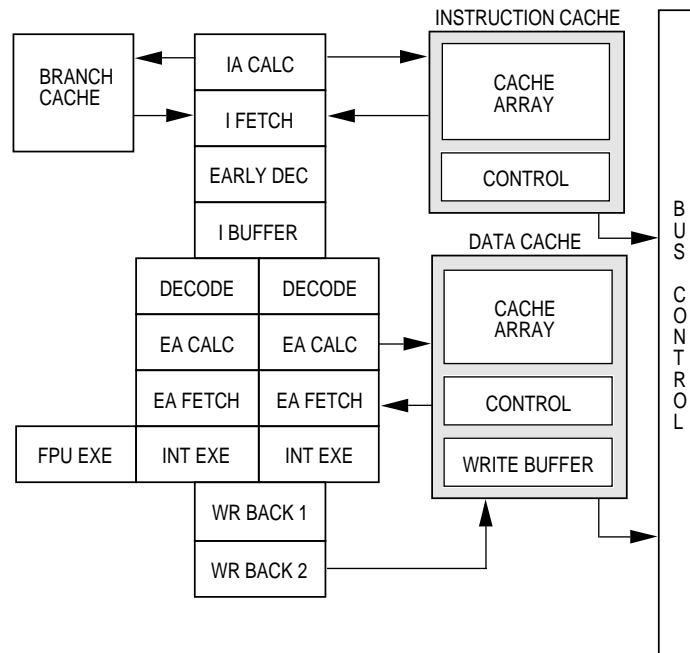 INSTRUCTION CACHE
BRANCH
CACHE
IA CALC
I FETCH
EARLY DEC
I BUFFER
CACHE
ARRAY
CONTROL
DATA CACHE
DECODE DECODE
EA CALC EA CALC
EA FETCH EA FETCH
FPU EXE INT EXE INT EXE
WR BACK 1
WR BACK 2
CACHE
ARRAY
CONTROL
WRITE BUFFER
BUS CONTROL